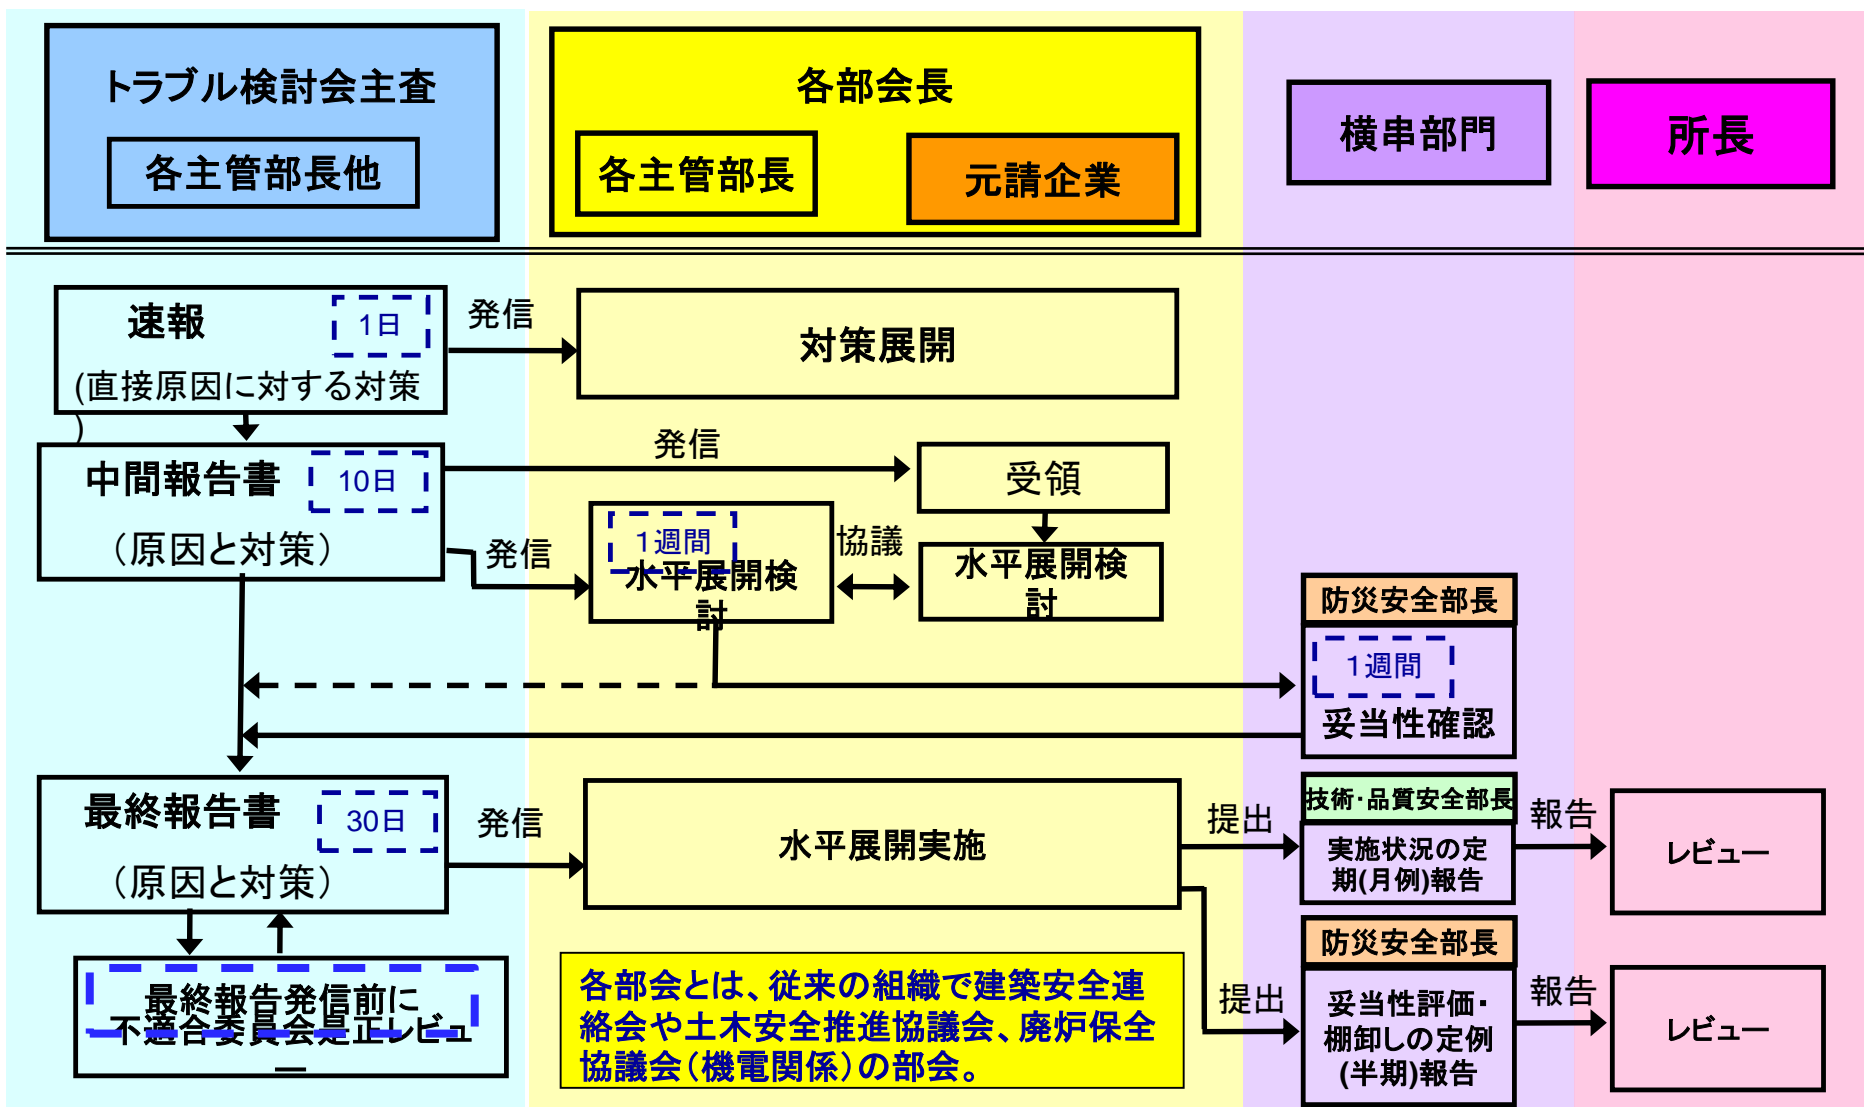 トラブル検討会主査
各主管部長他
各部会長
各主管部長
元請企業
横串部門
所長
速報
1日
(直接原因に対する対策
)
発信
対策展開
中間報告書
10日
（原因と対策）
発信
受領
発信
1週間
水平展開検
討
協議
水平展開検
討
防災安全部長
1週間
妥当性確認
最終報告書
30日
（原因と対策）
発信
水平展開実施
提出
技術・品質安全部長
実施状況の定
期(月例)報告
報告
レビュー
最終報告発信前に
不適合委員会是正レビュ
ー
各部会とは、従来の組織で建築安全連
絡会や土木安全推進協議会、廃炉保全
協議会（機電関係）の部会。
提出
防災安全部長
妥当性評価・
棚卸しの定例
(半期)報告
報告
レビュー